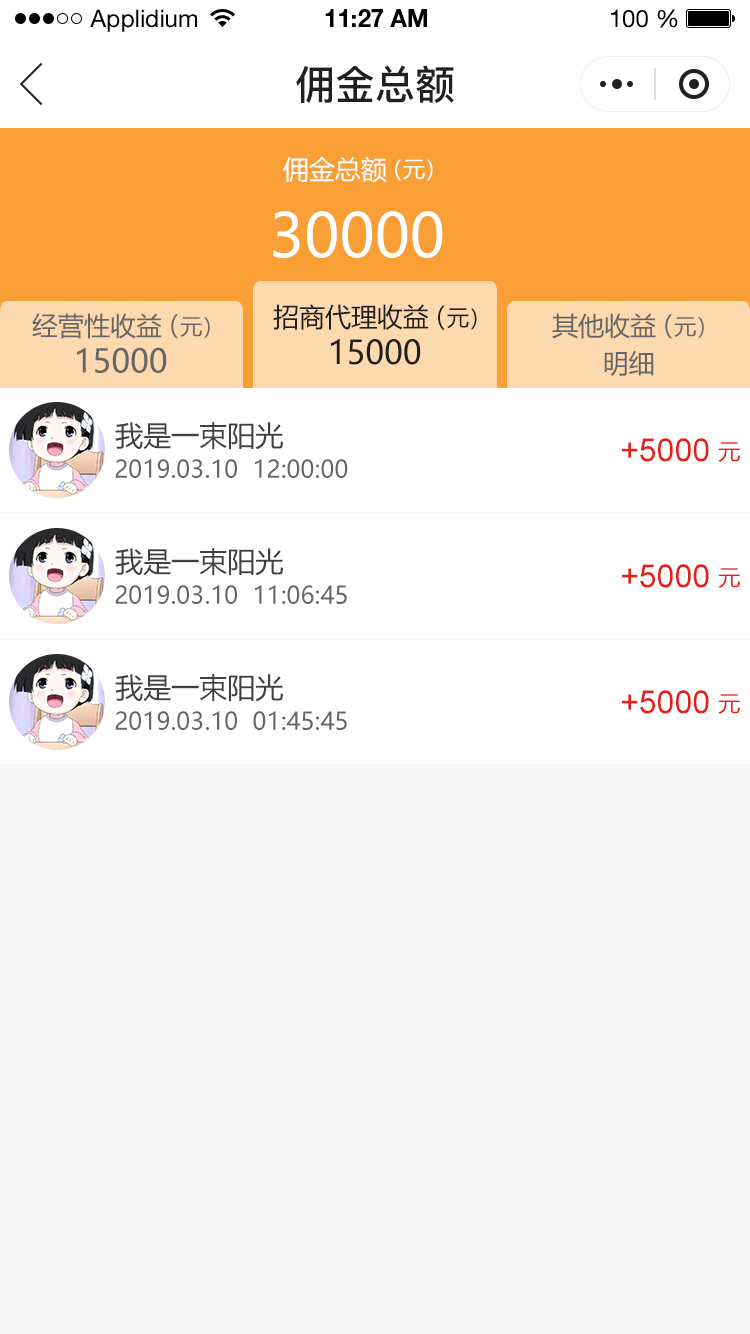 Applidium 11:27 AM 100 %
佣金总额
佣金总额 (元)
30000
经营性收益 (元)
15000
招商代理收益 (元)
15000
其他收益 (元)
明细
我是一束阳光
2019.03.10 12:00:00
+5000 元
我是一束阳光
2019.03.10 11:06:45
+5000 元
我是一束阳光
2019.03.10 01:45:45
+5000 元